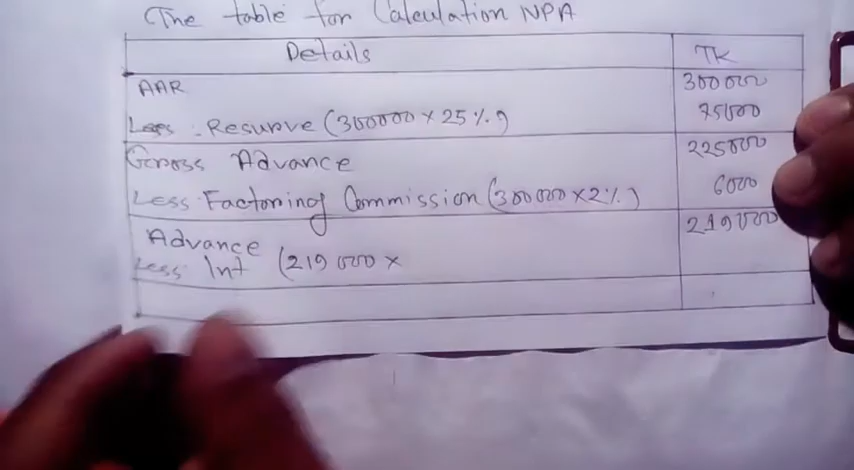 The table for Calculation NPA
Details TK
AAR 300000
Less : Resurve (300000 × 25%) 75000
Gross Advance 225000
Less: Factoring Commission (300000×2%) 6000
Advance 219000
Less Int (219000 ×